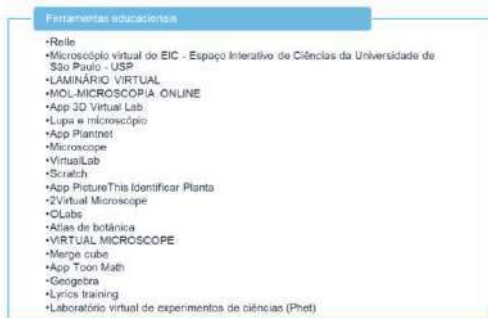 Ferramentas educacionais
•Relle
•Microscópio virtual do EIC - Espaço Interativo de Ciências da Universidade de
São Paulo - USP
•LAMINÁRIO VIRTUAL
•MOL-MICROSCOPIA ONLINE
•App 3D Virtual Lab
•Lupa e microscópio
•App Plantnet
•Microscope
•VirtualLab
•Scratch
•App PictureThis Identificar Planta
•2Virtual Microscope
•OLabs
•Atlas de botânica
•VIRTUAL MICROSCOPE
•Merge cube
•App Toon Math
•Geogebra
•Lyrics training
•Laboratório virtual de experimentos de ciências (Phet)